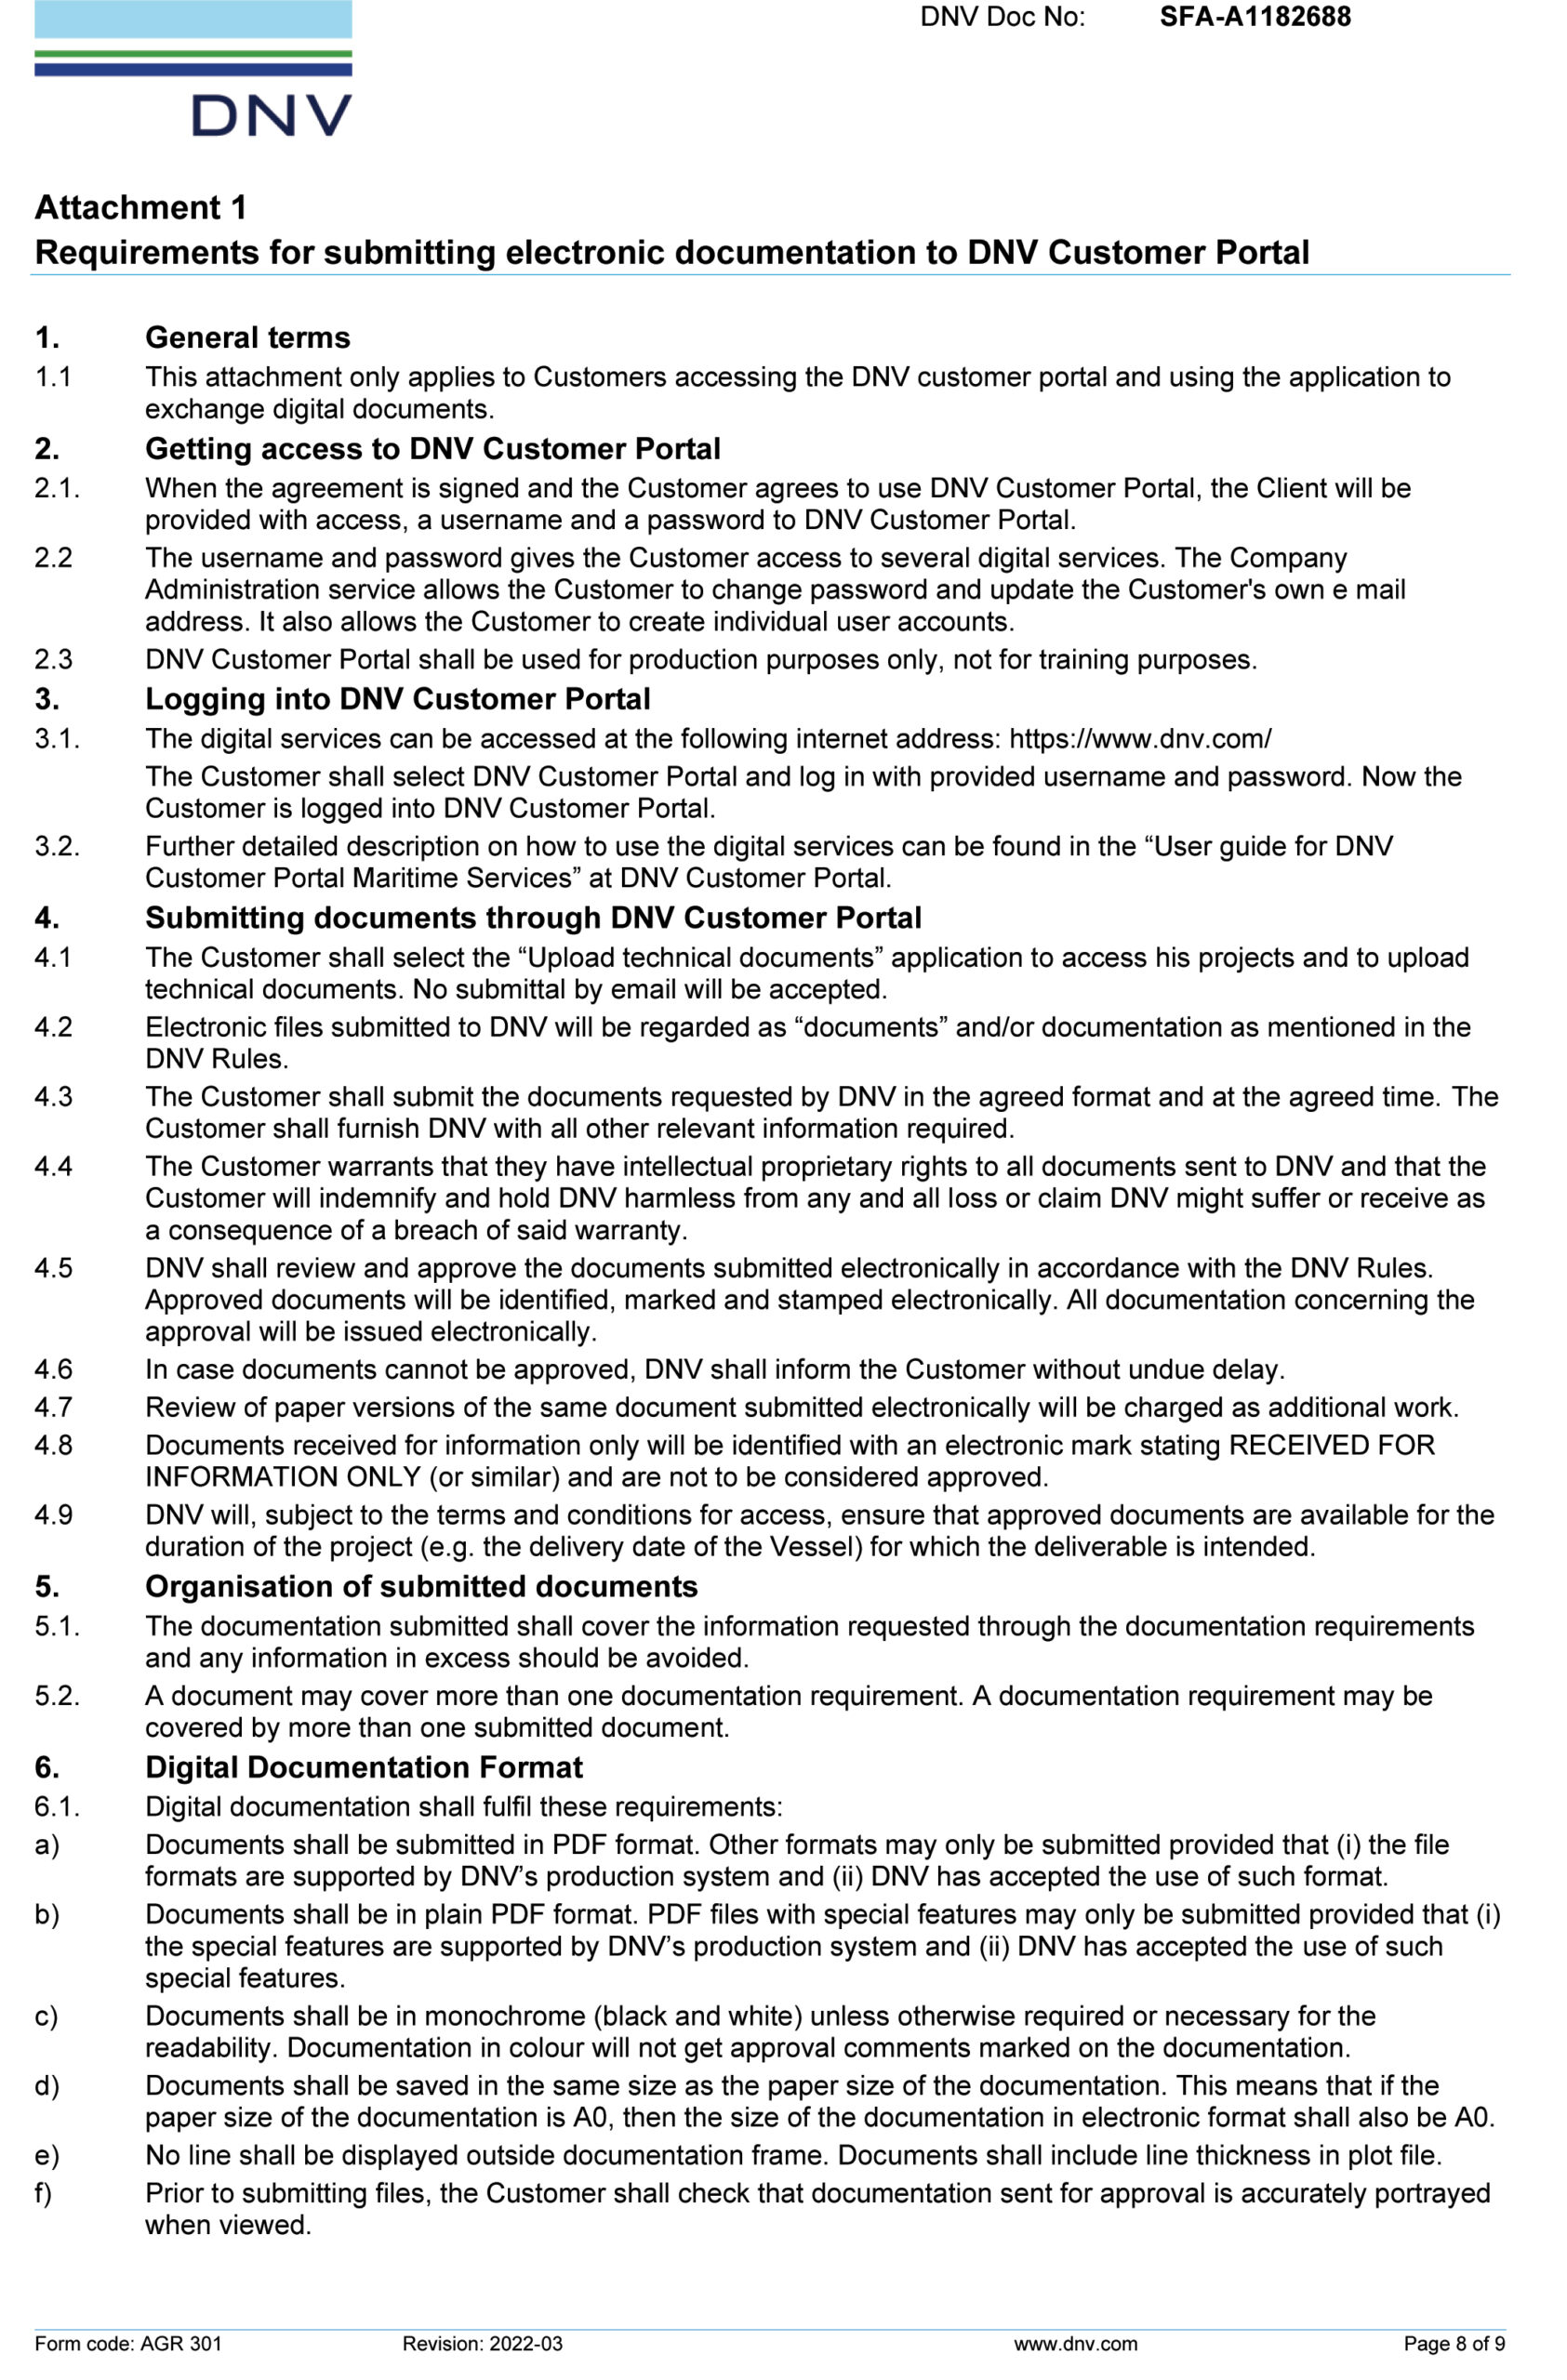 DNV Doc No: SFA-A1182688
DNV
Attachment 1
Requirements for submitting electronic documentation to DNV Customer Portal
1. General terms
1.1 This attachment only applies to Customers accessing the DNV customer portal and using the application to
exchange digital documents.
2. Getting access to DNV Customer Portal
2.1. When the agreement is signed and the Customer agrees to use DNV Customer Portal, the Client will be
provided with access, a username and a password to DNV Customer Portal.
2.2 The username and password gives the Customer access to several digital services. The Company
Administration service allows the Customer to change password and update the Customer's own e mail
address. It also allows the Customer to create individual user accounts.
2.3 DNV Customer Portal shall be used for production purposes only, not for training purposes.
3. Logging into DNV Customer Portal
3.1. The digital services can be accessed at the following internet address: https://www.dnv.com/
The Customer shall select DNV Customer Portal and log in with provided username and password. Now the
Customer is logged into DNV Customer Portal.
3.2. Further detailed description on how to use the digital services can be found in the “User guide for DNV
Customer Portal Maritime Services” at DNV Customer Portal.
4. Submitting documents through DNV Customer Portal
4.1 The Customer shall select the “Upload technical documents” application to access his projects and to upload
technical documents. No submittal by email will be accepted.
4.2 Electronic files submitted to DNV will be regarded as “documents” and/or documentation as mentioned in the
DNV Rules.
4.3 The Customer shall submit the documents requested by DNV in the agreed format and at the agreed time. The
Customer shall furnish DNV with all other relevant information required.
4.4 The Customer warrants that they have intellectual proprietary rights to all documents sent to DNV and that the
Customer will indemnify and hold DNV harmless from any and all loss or claim DNV might suffer or receive as
a consequence of a breach of said warranty.
4.5 DNV shall review and approve the documents submitted electronically in accordance with the DNV Rules.
Approved documents will be identified, marked and stamped electronically. All documentation concerning the
approval will be issued electronically.
4.6 In case documents cannot be approved, DNV shall inform the Customer without undue delay.
4.7 Review of paper versions of the same document submitted electronically will be charged as additional work.
4.8 Documents received for information only will be identified with an electronic mark stating RECEIVED FOR
INFORMATION ONLY (or similar) and are not to be considered approved.
4.9 DNV will, subject to the terms and conditions for access, ensure that approved documents are available for the
duration of the project (e.g. the delivery date of the Vessel) for which the deliverable is intended.
5. Organisation of submitted documents
5.1. The documentation submitted shall cover the information requested through the documentation requirements
and any information in excess should be avoided.
5.2. A document may cover more than one documentation requirement. A documentation requirement may be
covered by more than one submitted document.
6. Digital Documentation Format
6.1. Digital documentation shall fulfil these requirements:
a) Documents shall be submitted in PDF format. Other formats may only be submitted provided that (i) the file
formats are supported by DNV’s production system and (ii) DNV has accepted the use of such format.
b) Documents shall be in plain PDF format. PDF files with special features may only be submitted provided that (i)
the special features are supported by DNV’s production system and (ii) DNV has accepted the use of such
special features.
c) Documents shall be in monochrome (black and white) unless otherwise required or necessary for the
readability. Documentation in colour will not get approval comments marked on the documentation.
d) Documents shall be saved in the same size as the paper size of the documentation. This means that if the
paper size of the documentation is A0, then the size of the documentation in electronic format shall also be A0.
e) No line shall be displayed outside documentation frame. Documents shall include line thickness in plot file.
f) Prior to submitting files, the Customer shall check that documentation sent for approval is accurately portrayed
when viewed.
Form code: AGR 301 Revision: 2022-03 www.dnv.com Page 8 of 9